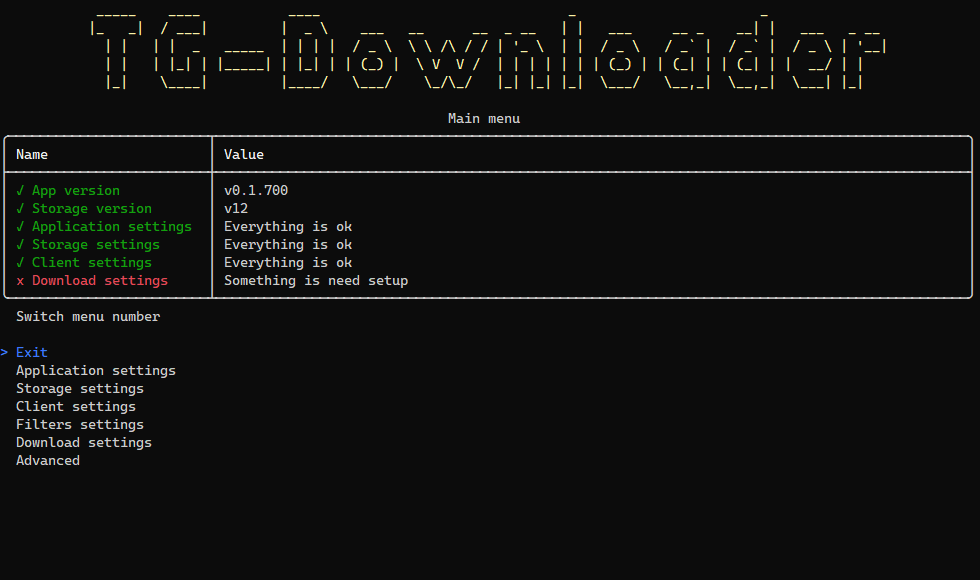 TG-Downloader
Main menu
Name Value
√ App version v0.1.700
√ Storage version v12
√ Application settings Everything is ok
√ Storage settings Everything is ok
√ Client settings Everything is ok
x Download settings Something is need setup
Switch menu number
> Exit
Application settings
Storage settings
Client settings
Filters settings
Download settings
Advanced